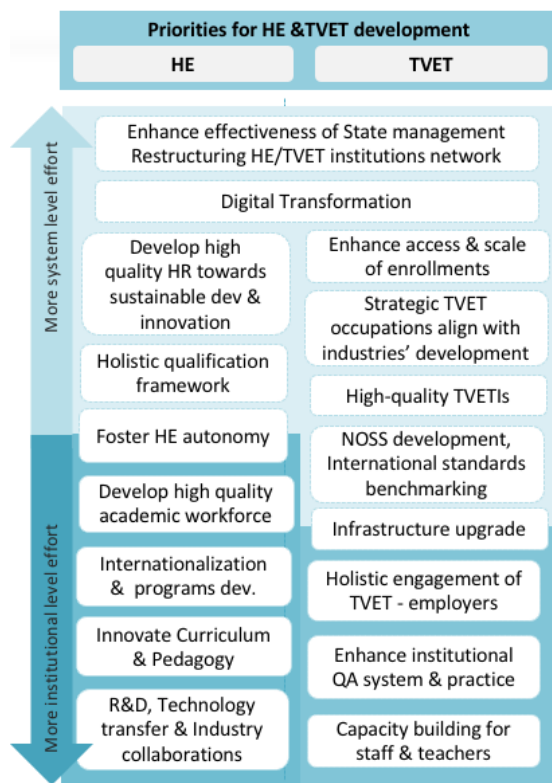 Priorities for HE &TVET development
HE
TVET
More system level effort
More institutional level effort
Enhance effectiveness of State management
Restructuring HE/TVET institutions network
Digital Transformation
Develop high
quality HR towards
sustainable dev &
innovation
Holistic qualification
framework
Foster HE autonomy
Develop high quality
academic workforce
Internationalization
& programs dev.
Innovate Curriculum
& Pedagogy
R&D, Technology
transfer & Industry
collaborations
Enhance access & scale
of enrollments
Strategic TVET
occupations align with
industries’ development
High-quality TVETIs
NOSS development,
International standards
benchmarking
Infrastructure upgrade
Holistic engagement of
TVET - employers
Enhance institutional
QA system & practice
Capacity building for
staff & teachers